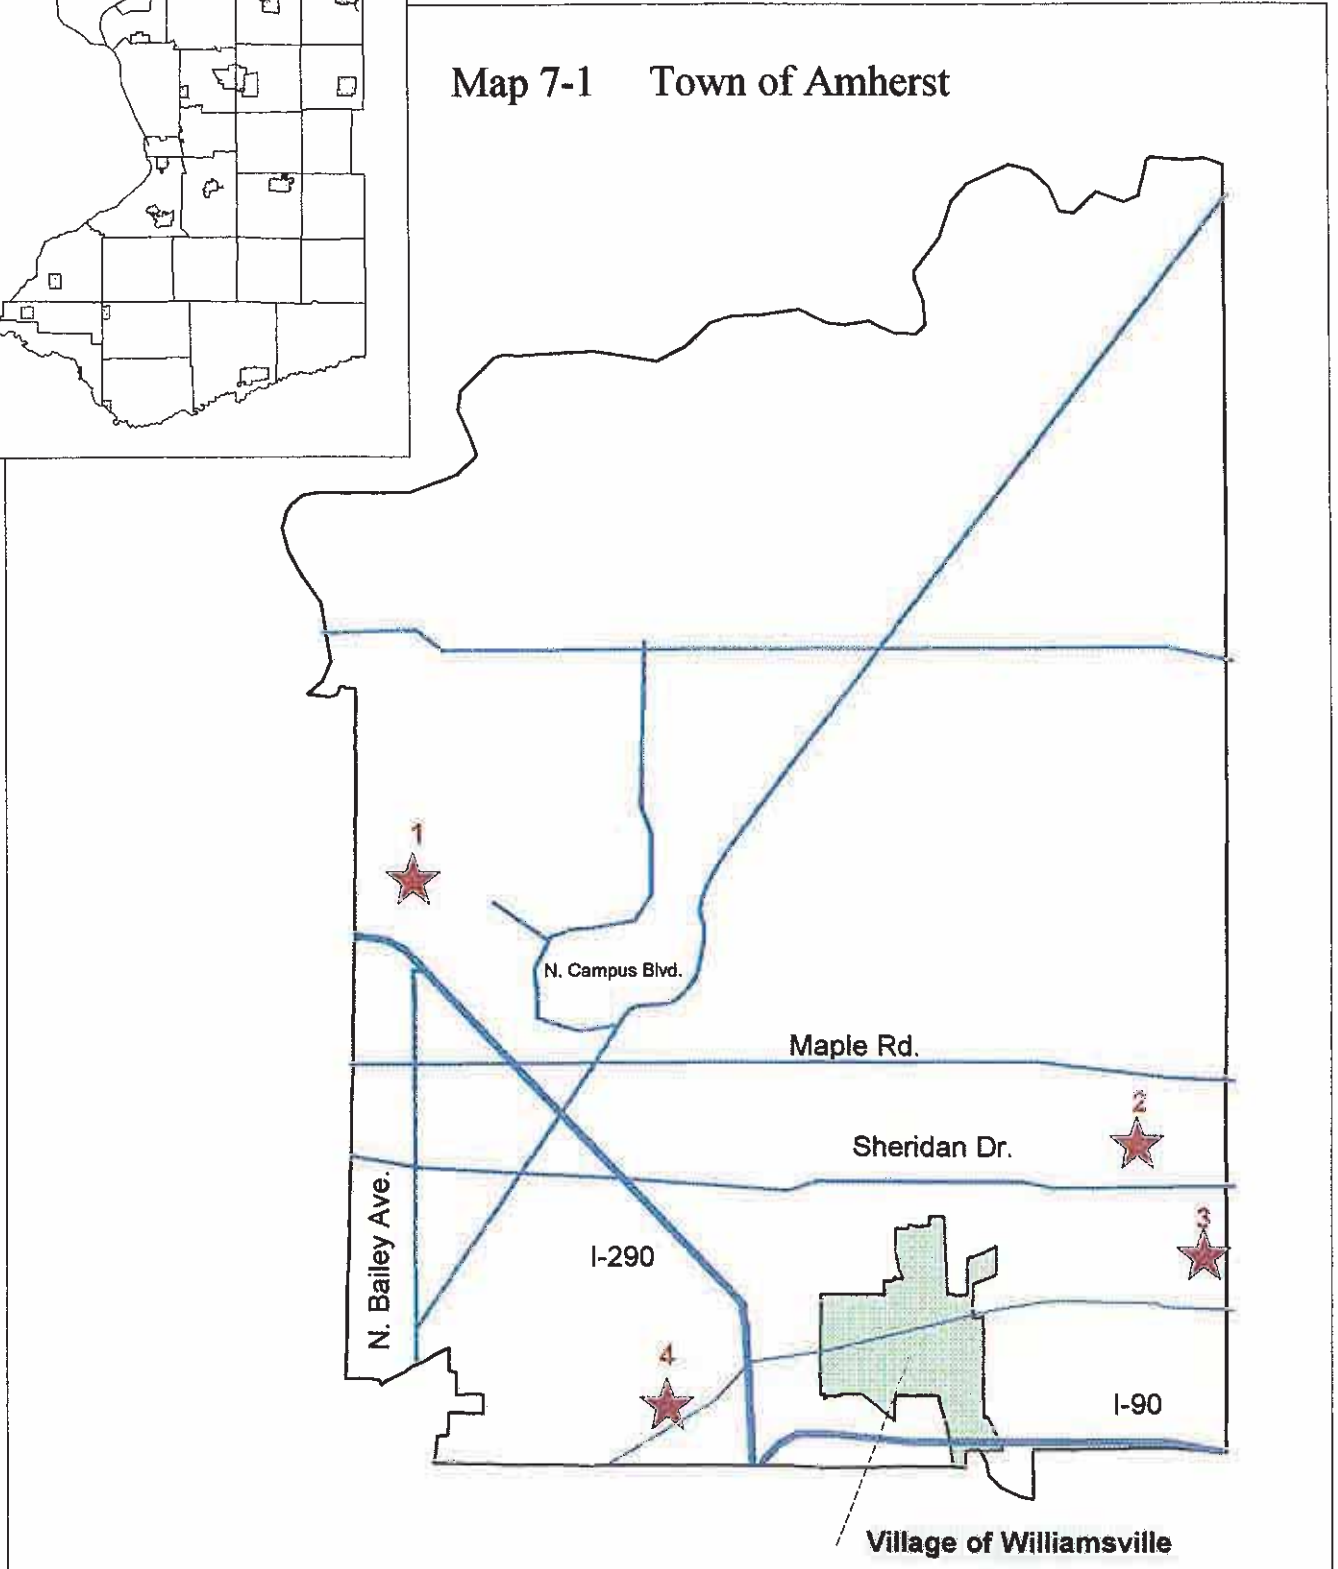 Map 7-1 Town of Amherst
1
N. Campus Blvd.
Maple Rd.
2
Sheridan Dr.
N. Bailey Ave.
3
I-290
4
I-90
Village of Williamsville